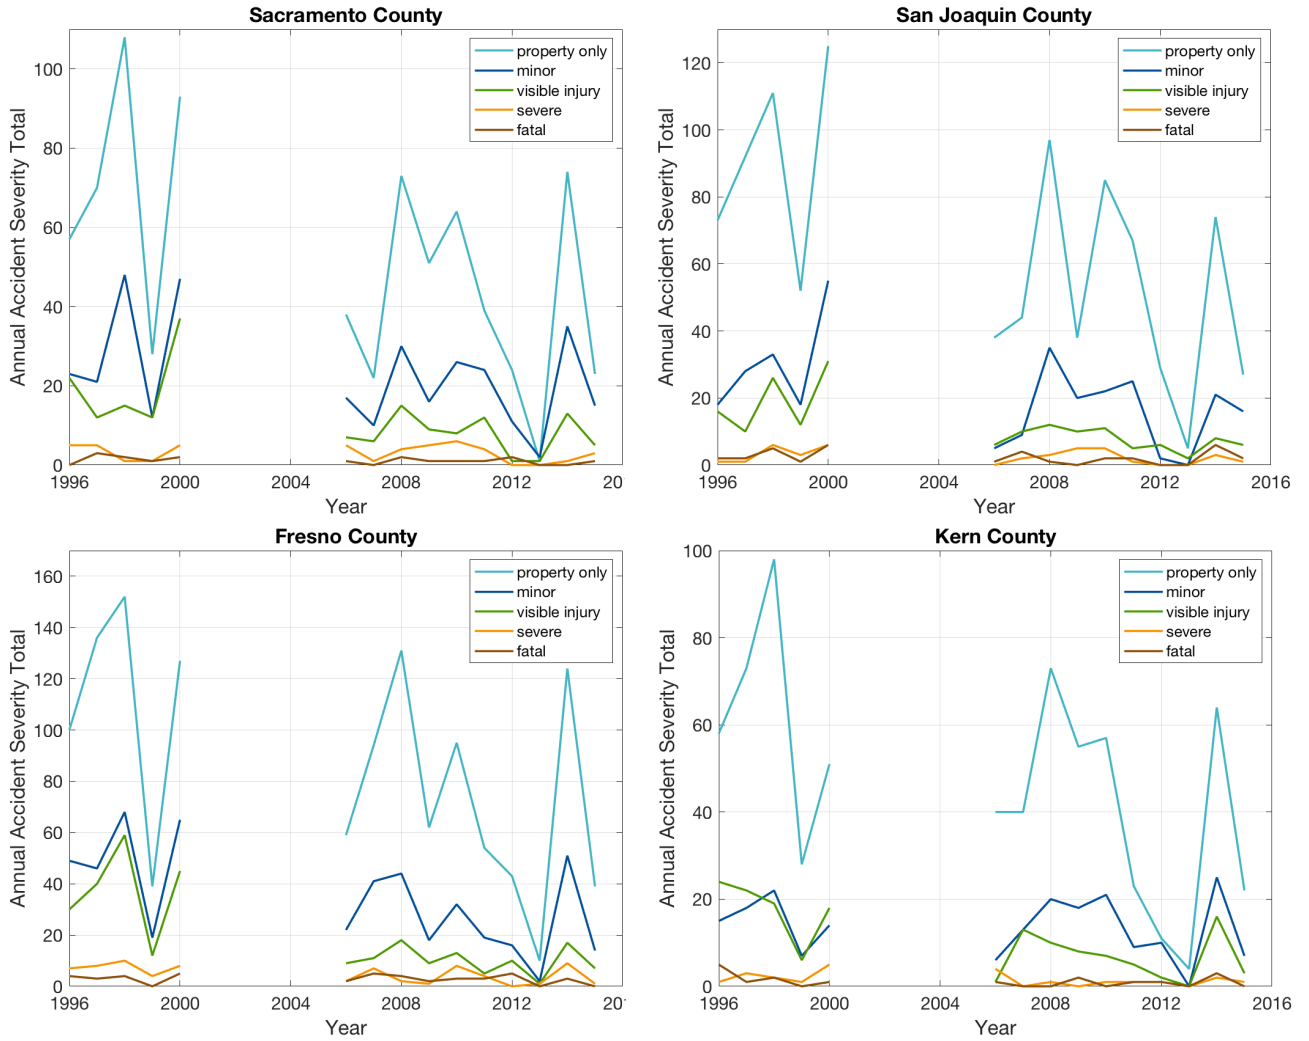 Sacramento County
Annual Accident Severity Total
100
80
60
40
20
0
1996 2000 2004 2008 2012 20
Year
property only
minor
visible injury
severe
fatal
San Joaquin County
Annual Accident Severity Total
120
100
80
60
40
20
0
1996 2000 2004 2008 2012 2016
Year
property only
minor
visible injury
severe
fatal
Fresno County
Annual Accident Severity Total
160
140
120
100
80
60
40
20
0
1996 2000 2004 2008 2012 20
Year
property only
minor
visible injury
severe
fatal
Kern County
Annual Accident Severity Total
100
80
60
40
20
0
1996 2000 2004 2008 2012 2016
Year
property only
minor
visible injury
severe
fatal